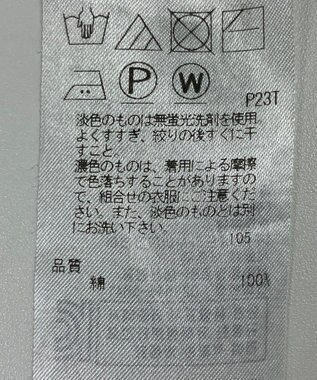 P W
P23T
淡色のものは無蛍光洗剤を使用。
よくすすぎ、絞りの後すぐに干
すこと。
濃色のものは、着用による摩擦
で色落ちすることがありますの
で、組合せの衣服にご注意くだ
さい。また、淡色のものとは別
にお洗い下さい。
105
品質
綿 100%